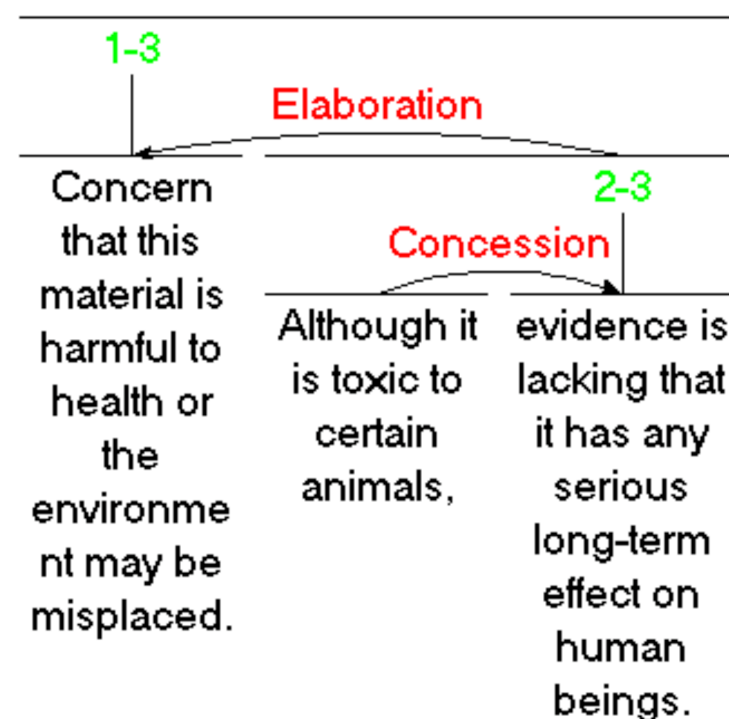 1-3
Elaboration
Concern
that this
material is
harmful to
health or
the
environme
nt may be
misplaced.
2-3
Concession
Although it
is toxic to
certain
animals,
evidence is
lacking that
it has any
serious
long-term
effect on
human
beings.